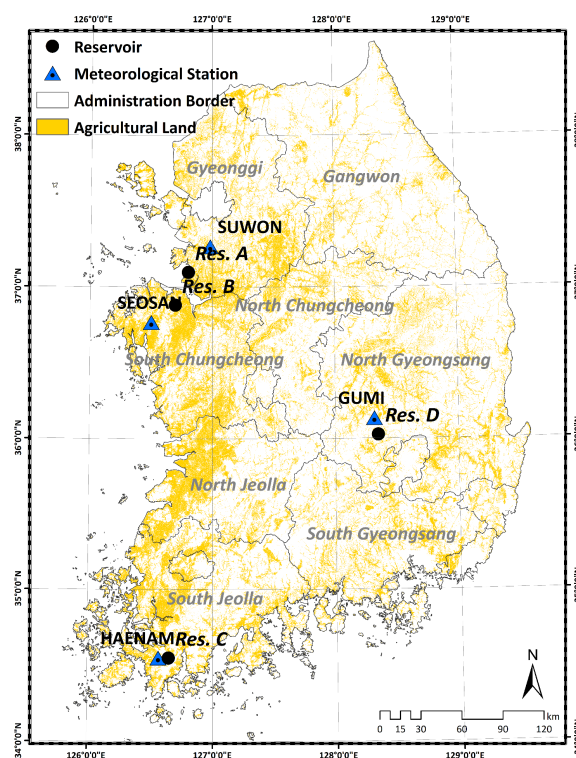 126°0'0"E 127°0'0"E 128°0'0"E 129°0'0"E
Reservoir
Meteorological Station
Administration Border
Agricultural Land
38°0'0"N
Gyeonggi
Gangwon
SUWON
Res. A
37°0'0"N
Res. B
SEOSAN
North Chungcheong
South Chungcheong
North Gyeongsang
GUMI
Res. D
36°0'0"N
North Jeolla
South Gyeongsang
35°0'0"N
South Jeolla
HAENAM Res. C
N
km
0 15 30 60 90 120
34°0'0"N
126°0'0"E 127°0'0"E 128°0'0"E 129°0'0"E